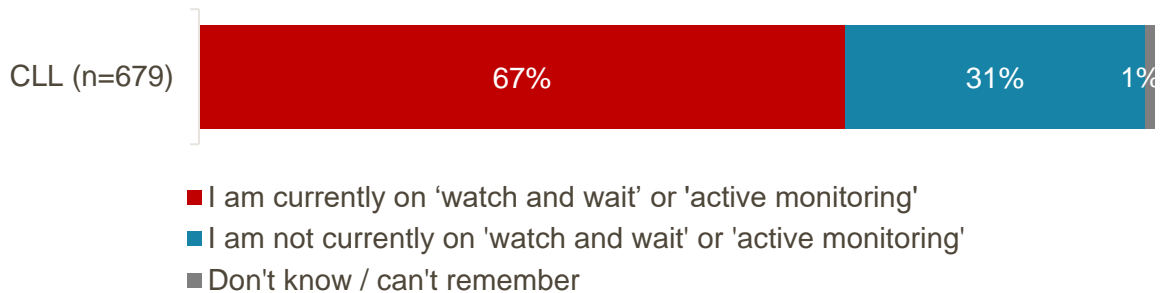 CLL (n=679) 67% 31% 1%
I am currently on ‘watch and wait’ or 'active monitoring'
I am not currently on 'watch and wait' or 'active monitoring'
Don't know / can't remember